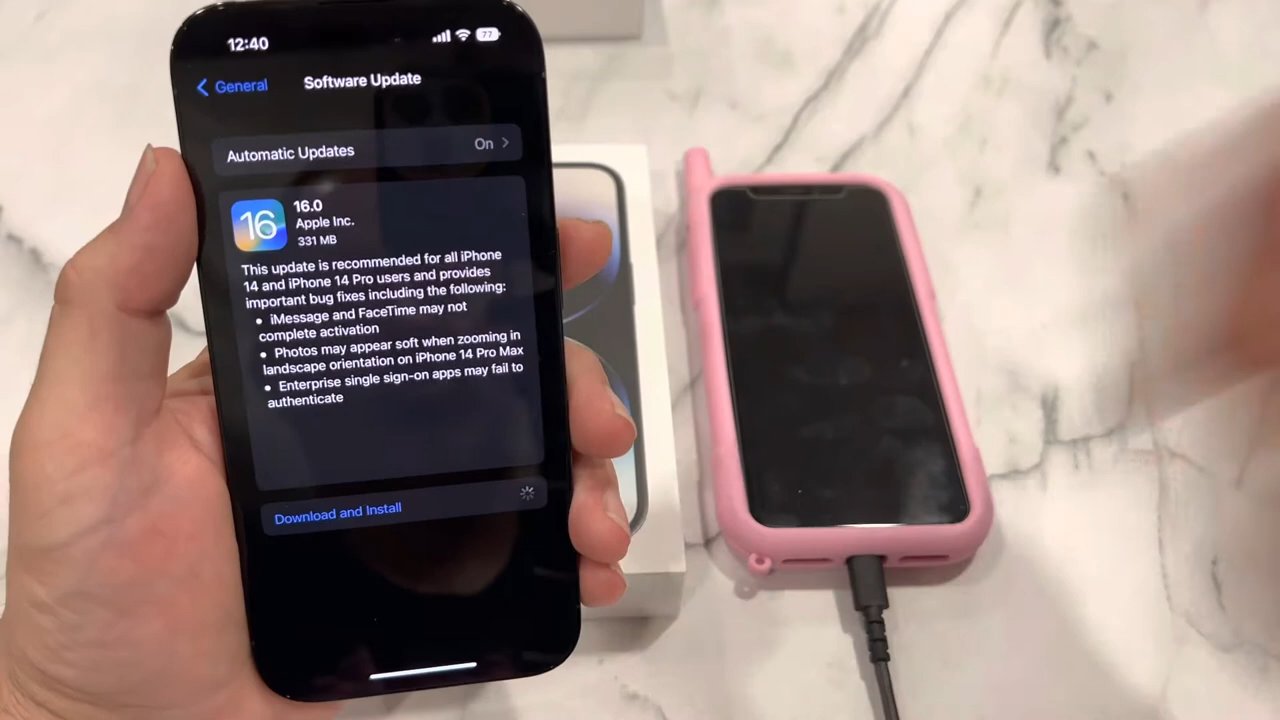 12:40
77
General
Software Update
Automatic Updates
On
16
16.0
Apple Inc.
331 MB
This update is recommended for all iPhone
14 and iPhone 14 Pro users and provides
important bug fixes including the following:
• iMessage and FaceTime may not
complete activation
• Photos may appear soft when zooming in
landscape orientation on iPhone 14 Pro Max
• Enterprise single sign-on apps may fail to
authenticate
Download and Install